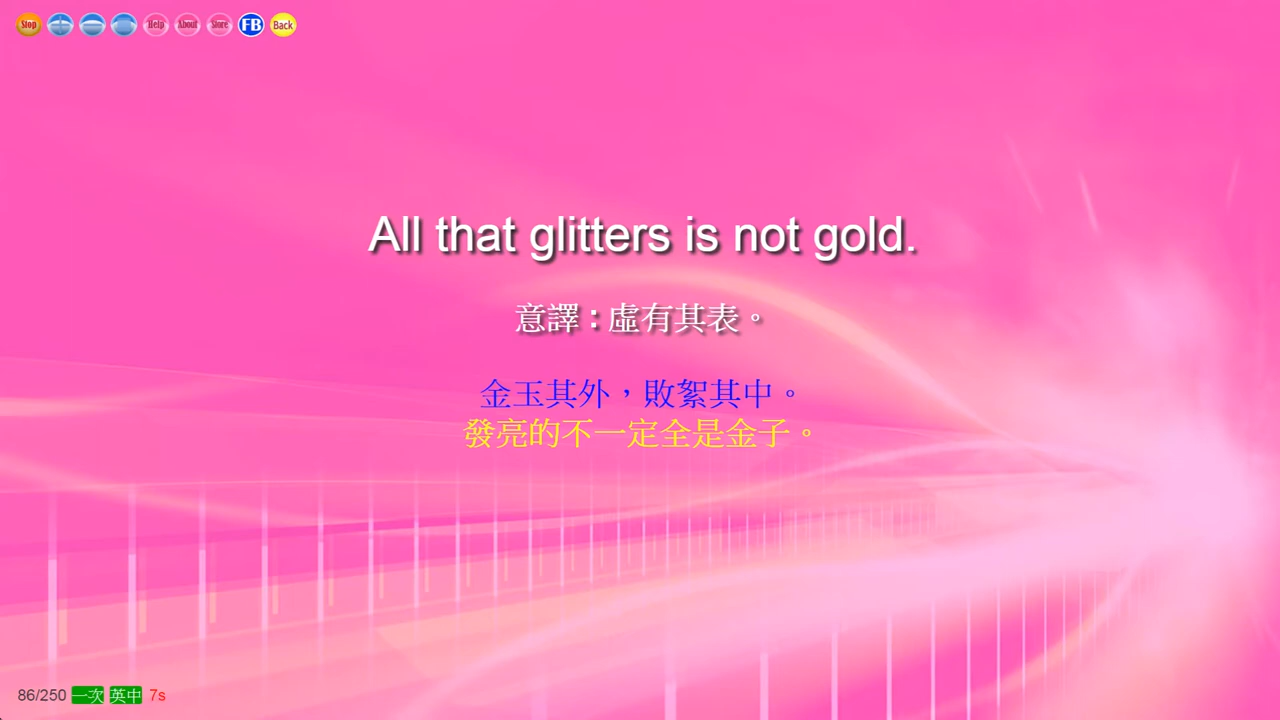 Stop Help About Store FB Back
All that glitters is not gold.
意譯：虛有其表。
金玉其外，敗絮其中。
發亮的不一定全是金子。
86/250 一次 英中 7s